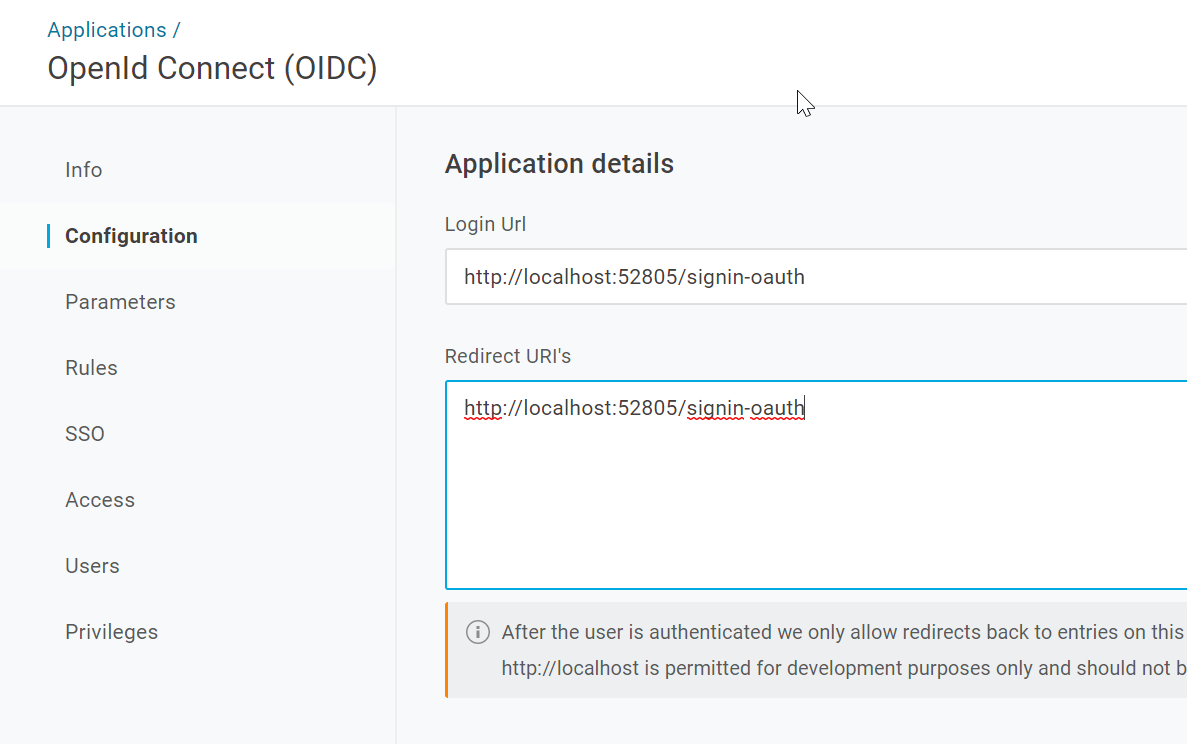 Applications /
OpenId Connect (OIDC)
Info
Configuration
Parameters
Rules
SSO
Access
Users
Privileges
Application details
Login Url
http://localhost:52805/signin-oauth
Redirect URI's
http://localhost:52805/signin-oauth
After the user is authenticated we only allow redirects back to entries on this
http://localhost is permitted for development purposes only and should not b